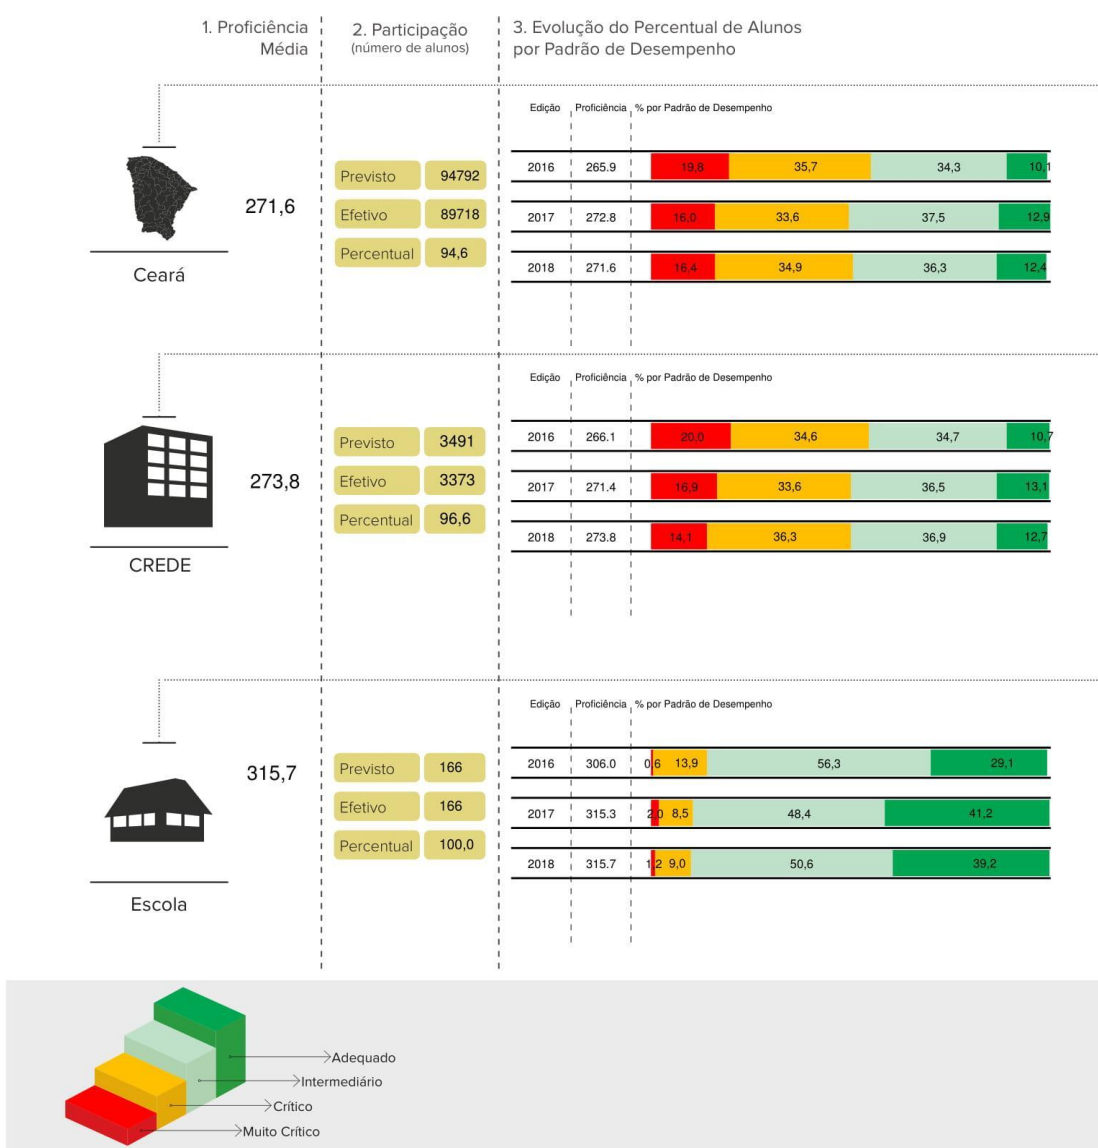 1. Proficiência
Média
2. Participação
(número de alunos)
3. Evolução do Percentual de Alunos
por Padrão de Desempenho
Edição Proficiência % por Padrão de Desempenho
2016 265.9 19,8 35,7 34,3 10,1
2017 272.8 16,0 33,6 37,5 12,9
2018 271.6 16,4 34,9 36,3 12,4
271,6
Previsto 94792
Efetivo 89718
Percentual 94,6
Ceará
Edição Proficiência % por Padrão de Desempenho
2016 266.1 20,0 34,6 34,7 10,7
2017 271.4 16,9 33,6 36,5 13,1
2018 273.8 14,1 36,3 36,9 12,7
273,8
Previsto 3491
Efetivo 3373
Percentual 96,6
CREDE
Edição Proficiência % por Padrão de Desempenho
2016 306.0 0,6 13,9 56,3 29,1
2017 315.3 2,0 8,5 48,4 41,2
2018 315.7 1,2 9,0 50,6 39,2
315,7
Previsto 166
Efetivo 166
Percentual 100,0
Escola
Adequado
Intermediário
Crítico
Muito Crítico